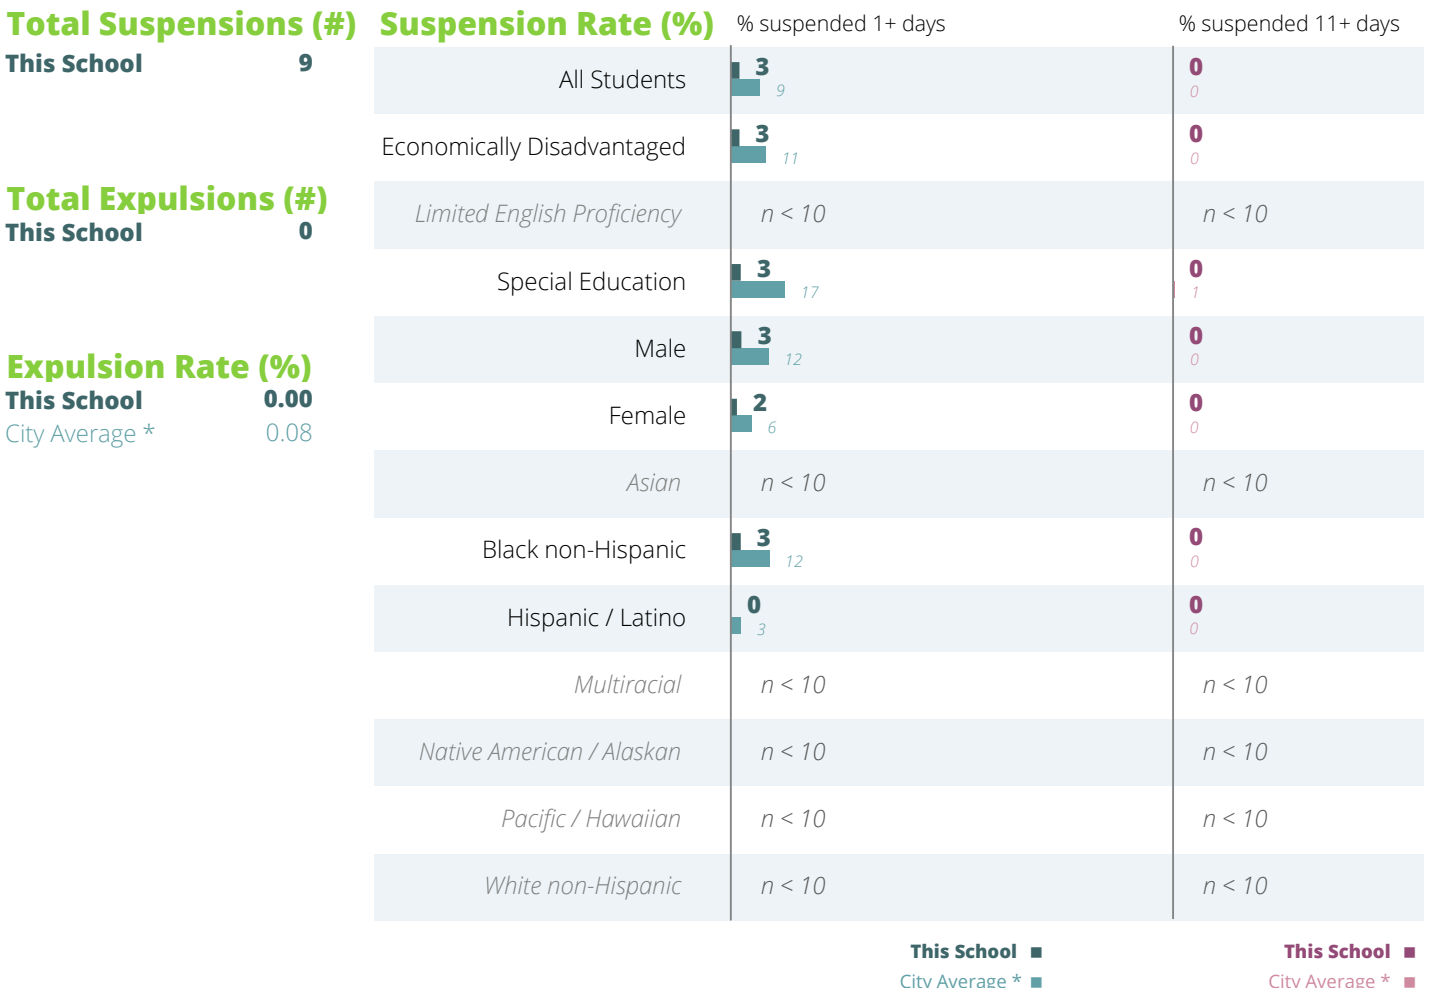 Total Suspensions (#)
This School 9
Total Expulsions (#)
This School 0
Expulsion Rate (%)
This School 0.00
City Average * 0.08
Suspension Rate (%) % suspended 1+ days % suspended 11+ days
All Students 3 0
9 0
Economically Disadvantaged 3 0
11 0
Limited English Proficiency n < 10 n < 10
Special Education 3 0
17 1
Male 3 0
12 0
Female 2 0
6 0
Asian n < 10 n < 10
Black non-Hispanic 3 0
12 0
Hispanic / Latino 0 0
3 0
Multiracial n < 10 n < 10
Native American / Alaskan n < 10 n < 10
Pacific / Hawaiian n < 10 n < 10
White non-Hispanic n < 10 n < 10
This School This School
City Average * City Average *